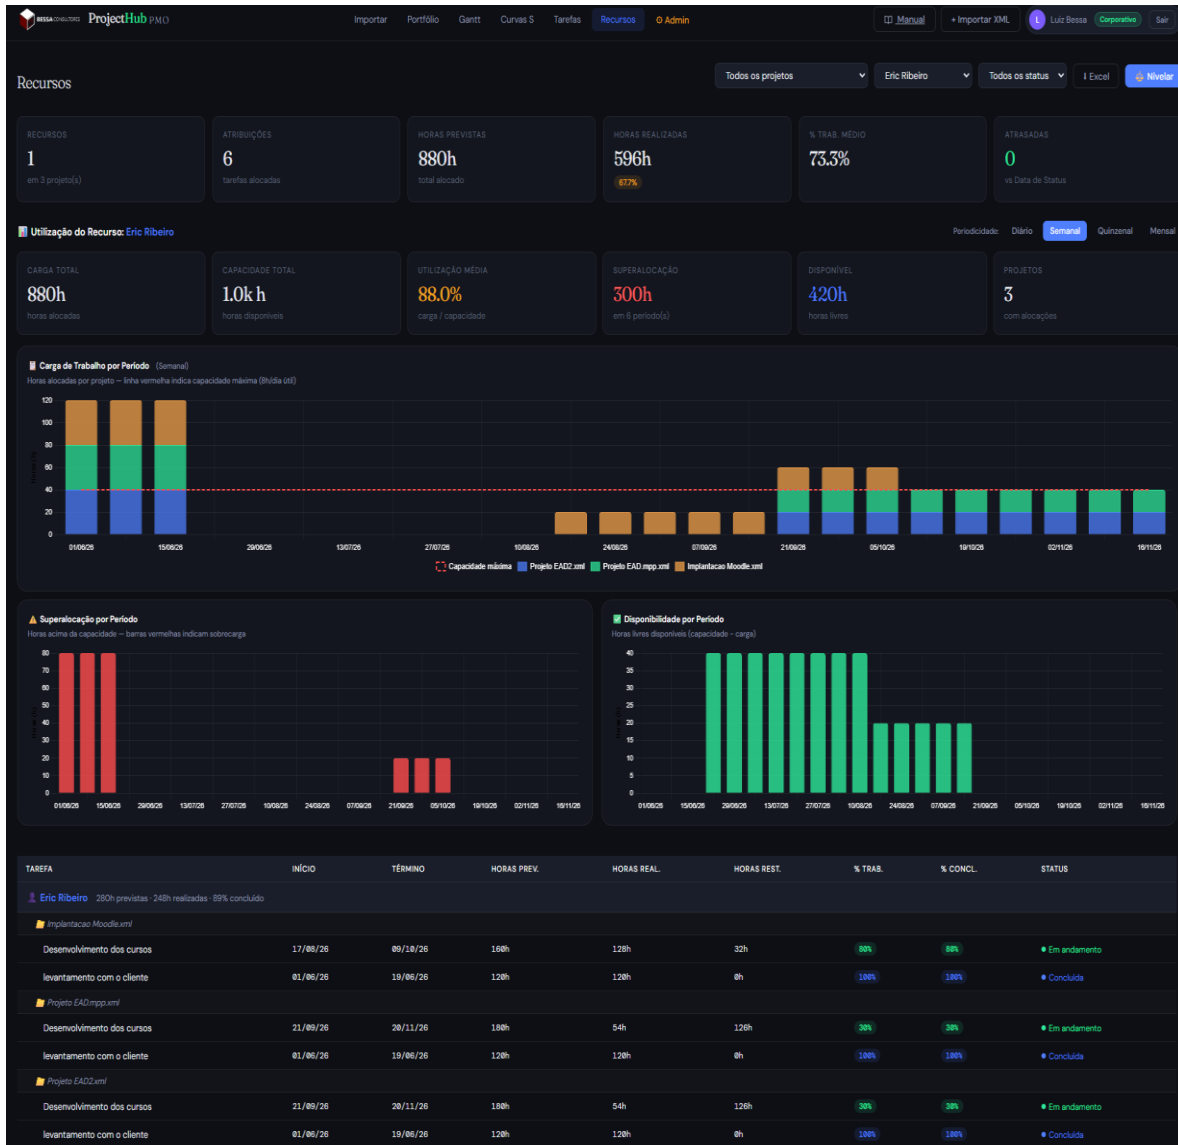 BESSA CONSULTORES ProjectHub PMO Importar Portfólio Gantt Curvas S Tarefas Recursos Admin Manual + Importar XML L Luiz Bessa Corporativo Sair
Recursos Todos os projetos Eric Ribeiro Todos os status Excel Nivelar
RECURSOS ATRIBUIÇÕES HORAS PREVISTAS HORAS REALIZADAS % TRAB. MÉDIO ATRASADAS
1 6 880h 596h 73.3% 0
em 3 projeto(s) tarefas alocadas total alocado 67.7% vs Data de Status
Utilização do Recurso: Eric Ribeiro Periodicidade: Diário Semanal Quinzenal Mensal
CARGA TOTAL CAPACIDADE TOTAL UTILIZAÇÃO MÉDIA SUPERALOCAÇÃO DISPONÍVEL PROJETOS
880h 1.0k h 88.0% 300h 420h 3
horas alocadas horas disponíveis carga / capacidade em 6 período(s) horas livres com alocações
Carga de Trabalho por Período (Semanal)
Horas alocadas por projeto — linha vermelha indica capacidade máxima (8h/dia útil)
120
100
80
60
40
20
0
01/06/26 15/06/26 29/06/26 13/07/26 27/07/26 10/08/26 24/08/26 07/09/26 21/09/26 05/10/26 19/10/26 02/11/26 16/11/26
Capacidade máxima Projeto EAD2.xml Projeto EAD.mpp.xml Implantacao Moodle.xml
Superalocação por Período
Horas acima da capacidade — barras vermelhas indicam sobrecarga
80
70
60
50
40
30
20
10
0
01/06/26 15/06/26 29/06/26 13/07/26 27/07/26 10/08/26 24/08/26 07/09/26 21/09/26 05/10/26 19/10/26 02/11/26 16/11/26
Disponibilidade por Período
Horas livres disponíveis (capacidade - carga)
40
35
30
25
20
15
10
5
0
01/06/26 15/06/26 29/06/26 13/07/26 27/07/26 10/08/26 24/08/26 07/09/26 21/09/26 05/10/26 19/10/26 02/11/26 16/11/26
TAREFA INÍCIO TÉRMINO HORAS PREV. HORAS REAL. HORAS REST. % TRAB. % CONCL. STATUS
Eric Ribeiro 280h previstas · 248h realizadas · 89% concluído
Implantacao Moodle.xml
Desenvolvimento dos cursos 17/08/26 09/10/26 160h 128h 32h 80% 80% Em andamento
levantamento com o cliente 01/06/26 19/06/26 120h 120h 0h 100% 100% Concluída
Projeto EAD.mpp.xml
Desenvolvimento dos cursos 21/09/26 20/11/26 180h 54h 126h 30% 30% Em andamento
levantamento com o cliente 01/06/26 19/06/26 120h 120h 0h 100% 100% Concluída
Projeto EAD2.xml
Desenvolvimento dos cursos 21/09/26 20/11/26 180h 54h 126h 30% 30% Em andamento
levantamento com o cliente 01/06/26 19/06/26 120h 120h 0h 100% 100% Concluída